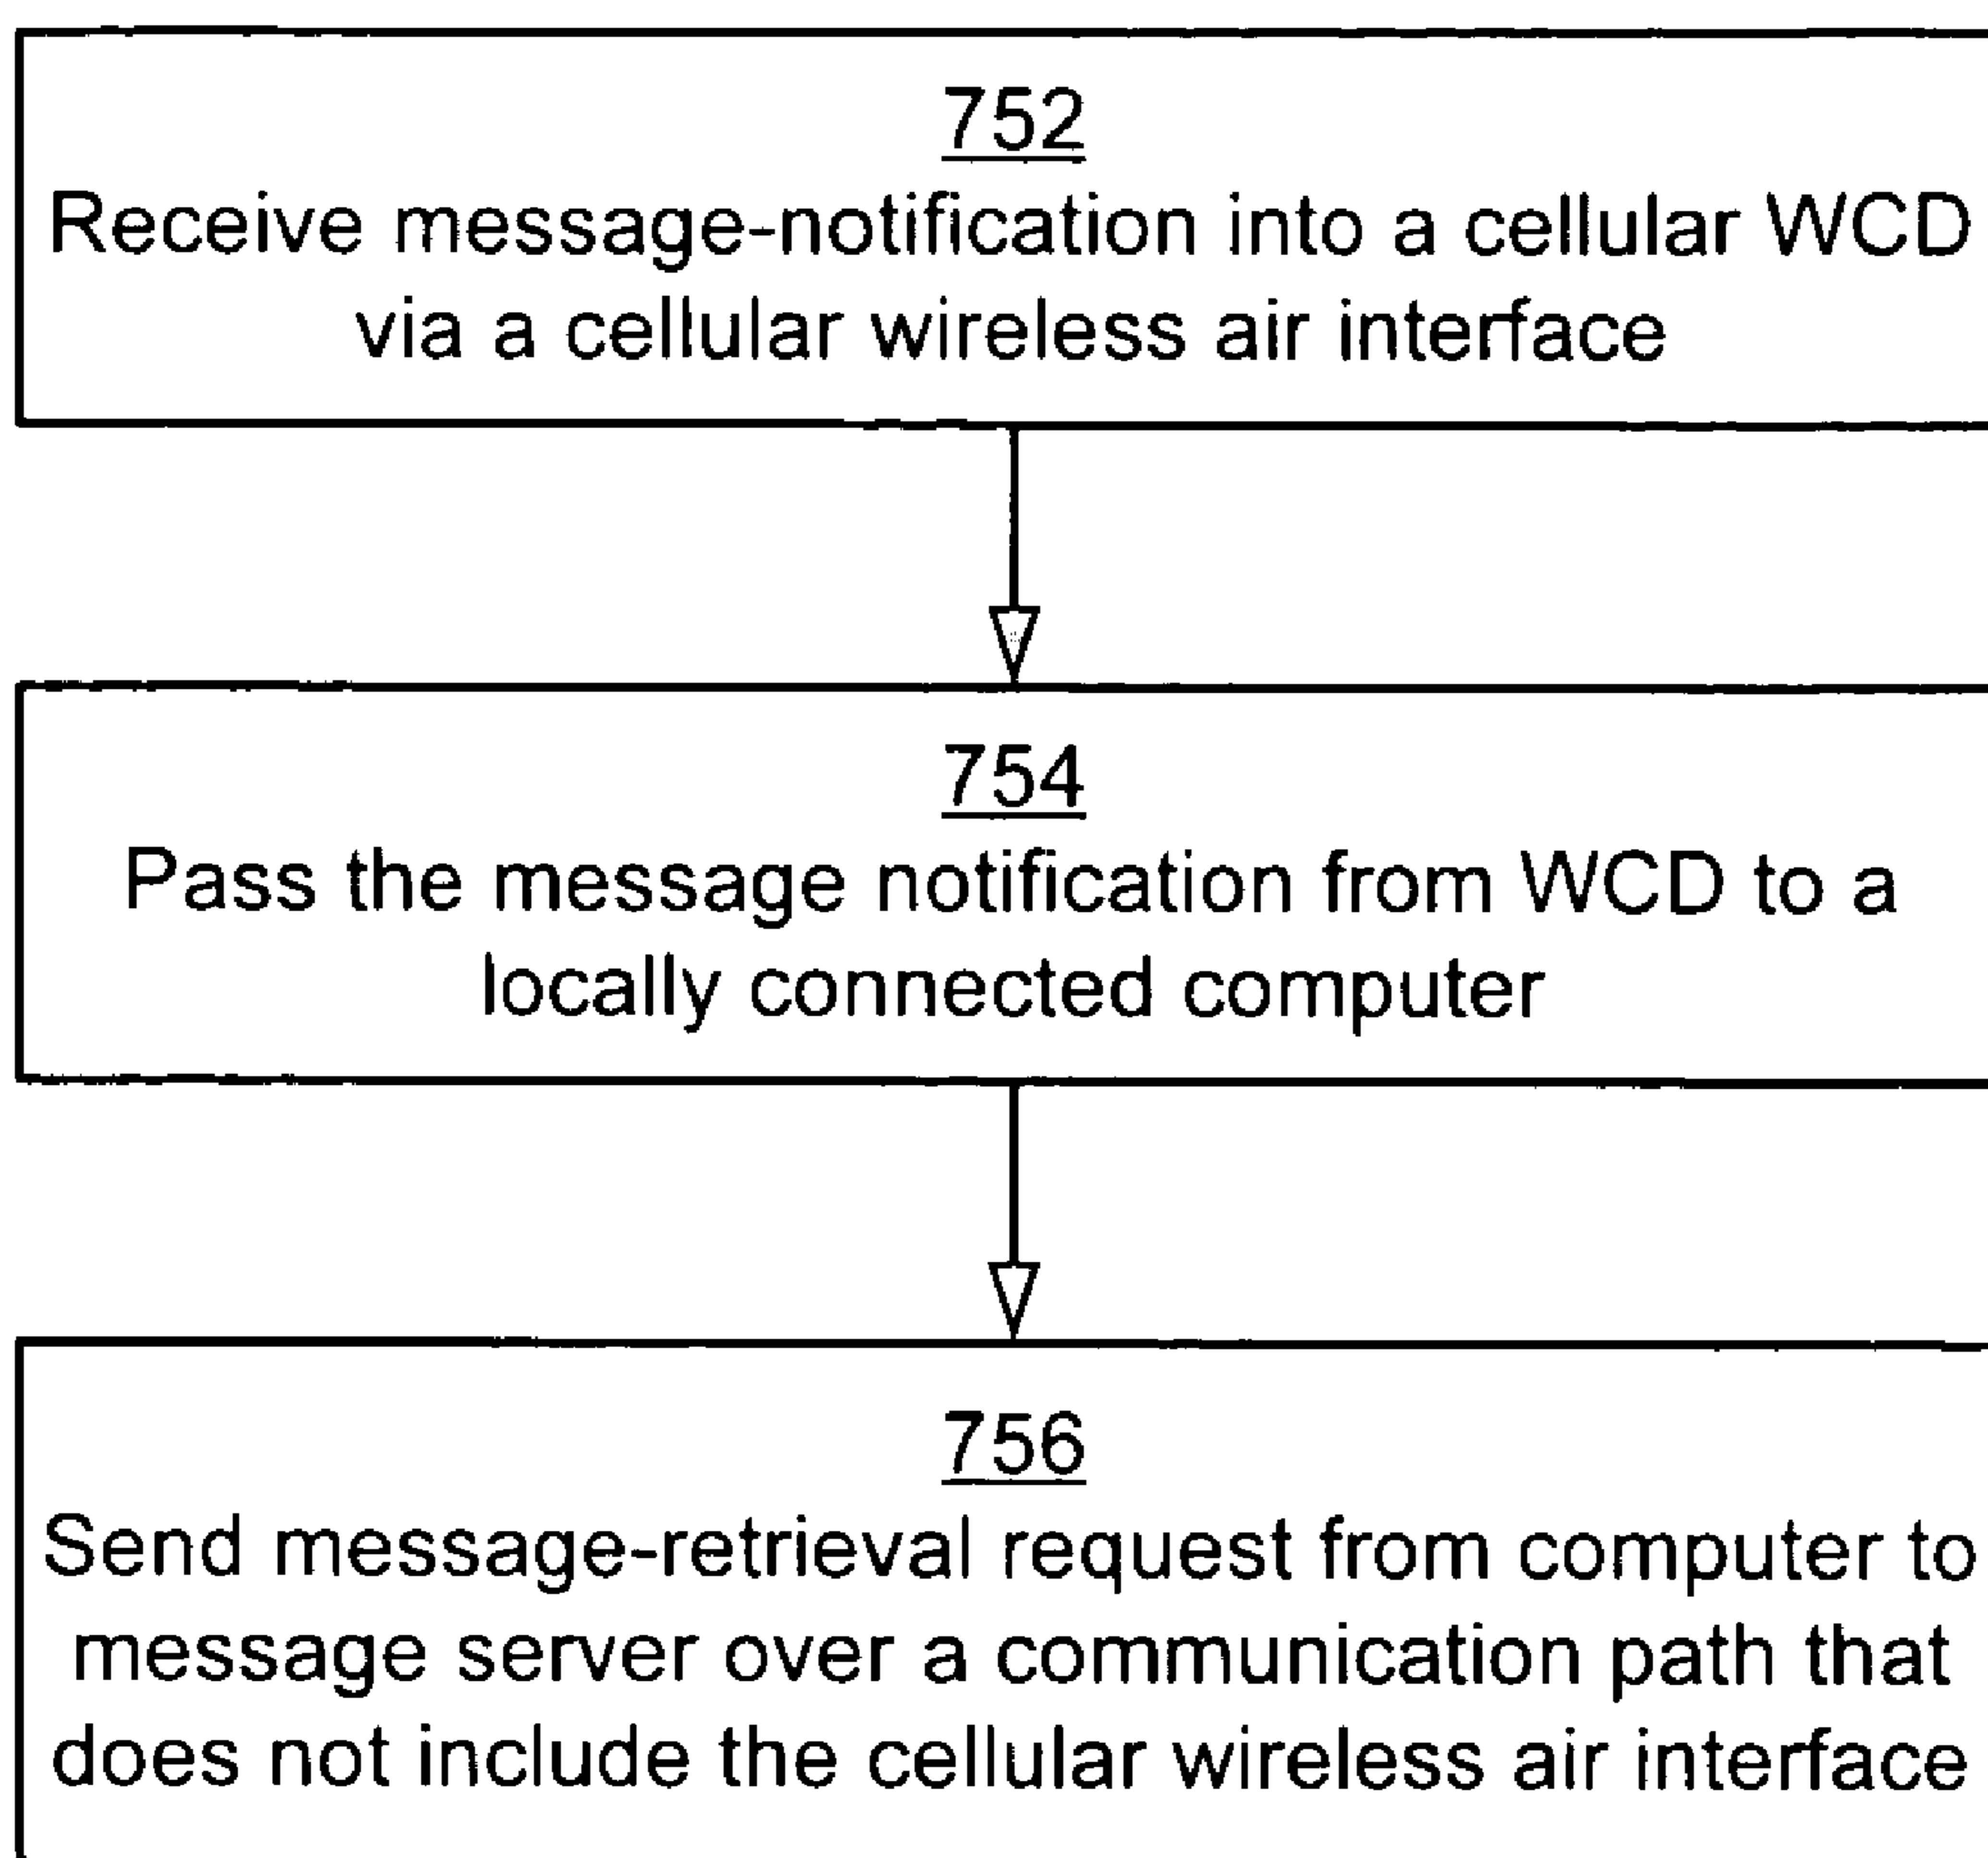 752
Receive message-notification into a cellular WCD
via a cellular wireless air interface
754
Pass the message notification from WCD to a
locally connected computer
756
Send message-retrieval request from computer to
message server over a communication path that
does not include the cellular wireless air interface